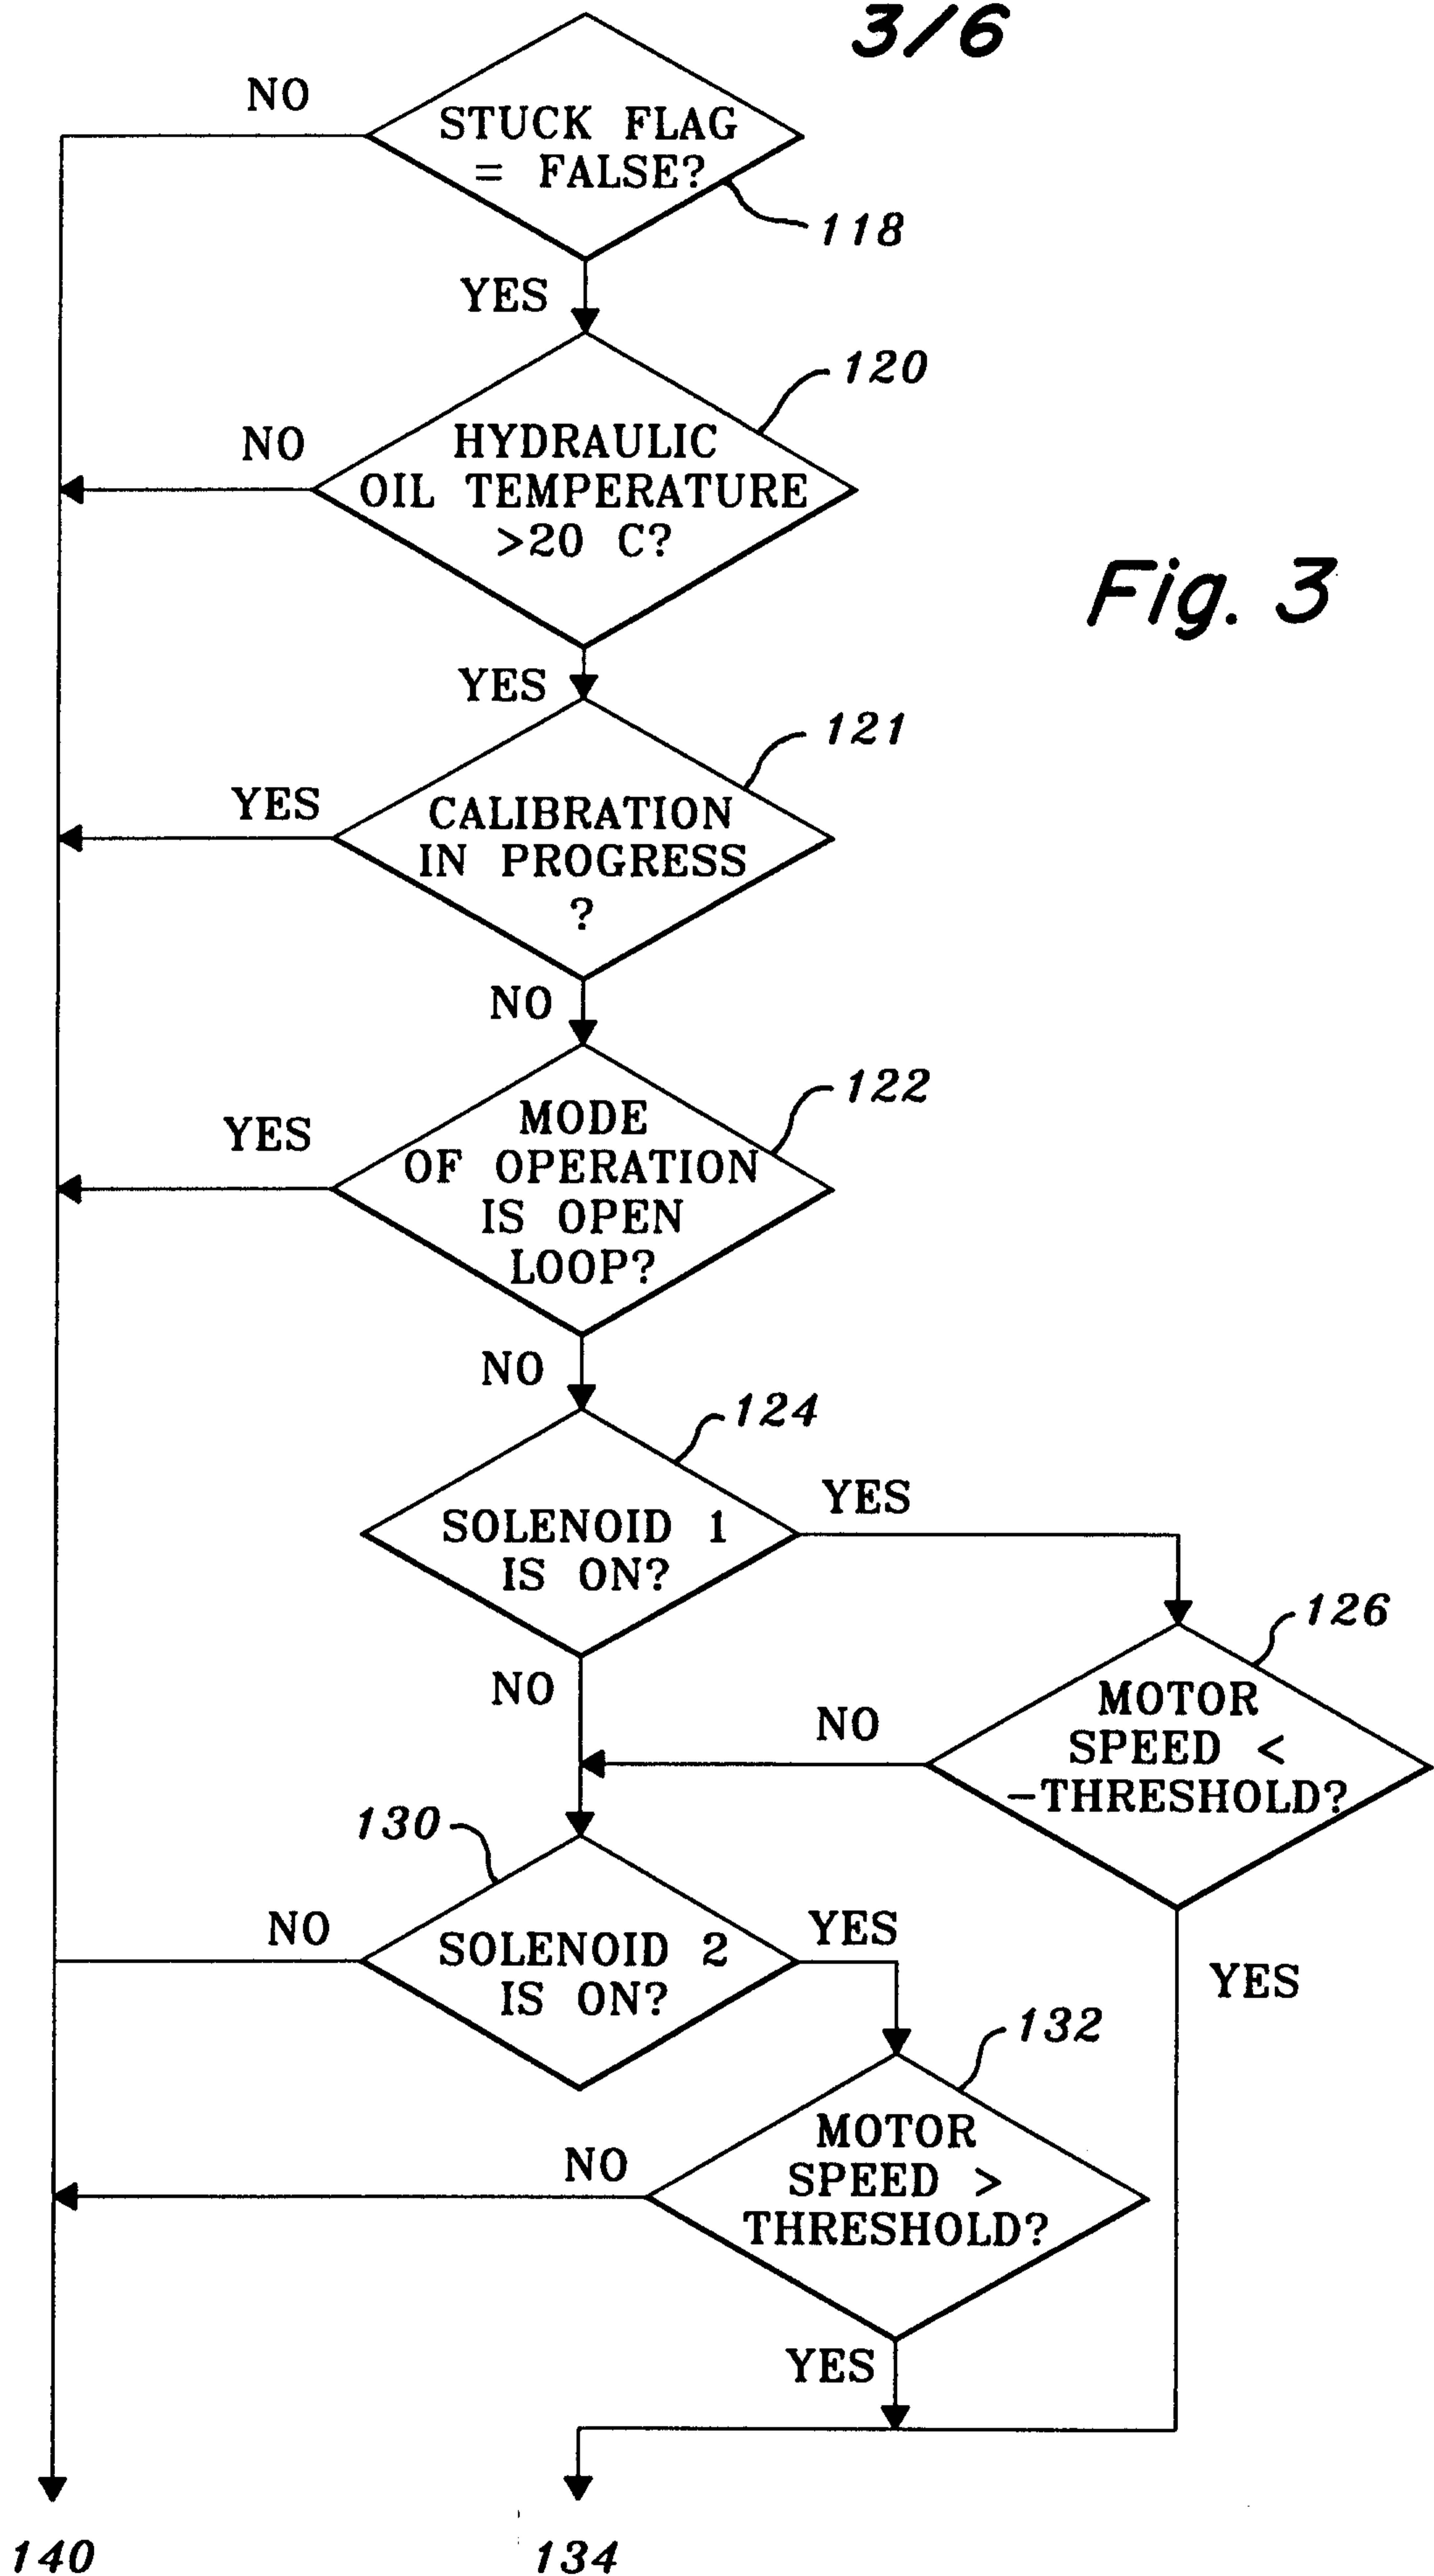 3/6
NO
STUCK FLAG
= FALSE?
118
YES
120
NO
HYDRAULIC
OIL TEMPERATURE
>20 C?
Fig. 3
YES
121
YES
CALIBRATION
IN PROGRESS
?
NO
122
YES
MODE
OF OPERATION
IS OPEN
LOOP?
NO
124
YES
SOLENOID 1
IS ON?
126
NO
NO
MOTOR
SPEED <
-THRESHOLD?
130
NO
YES
SOLENOID 2
IS ON?
YES
132
NO
MOTOR
SPEED >
THRESHOLD?
YES
140
134